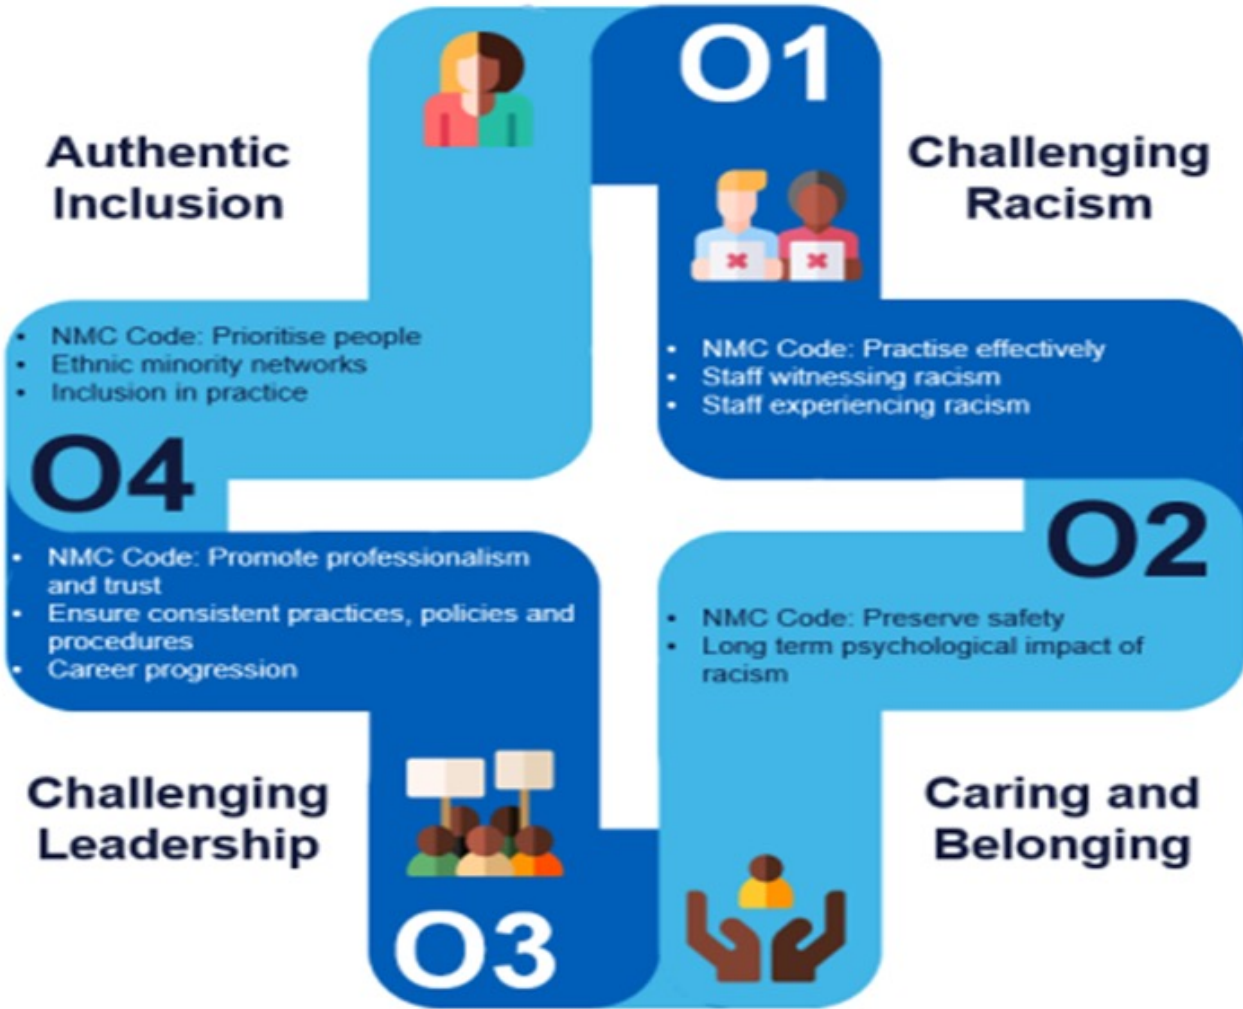 O1
Challenging
Racism
• NMC Code: Practise effectively
• Staff witnessing racism
• Staff experiencing racism
O2
• NMC Code: Preserve safety
• Long term psychological impact of
racism
Caring and
Belonging
O3
Challenging
Leadership
• NMC Code: Promote professionalism
and trust
• Ensure consistent practices, policies and
procedures
• Career progression
O4
Authentic
Inclusion
• NMC Code: Prioritise people
• Ethnic minority networks
• Inclusion in practice